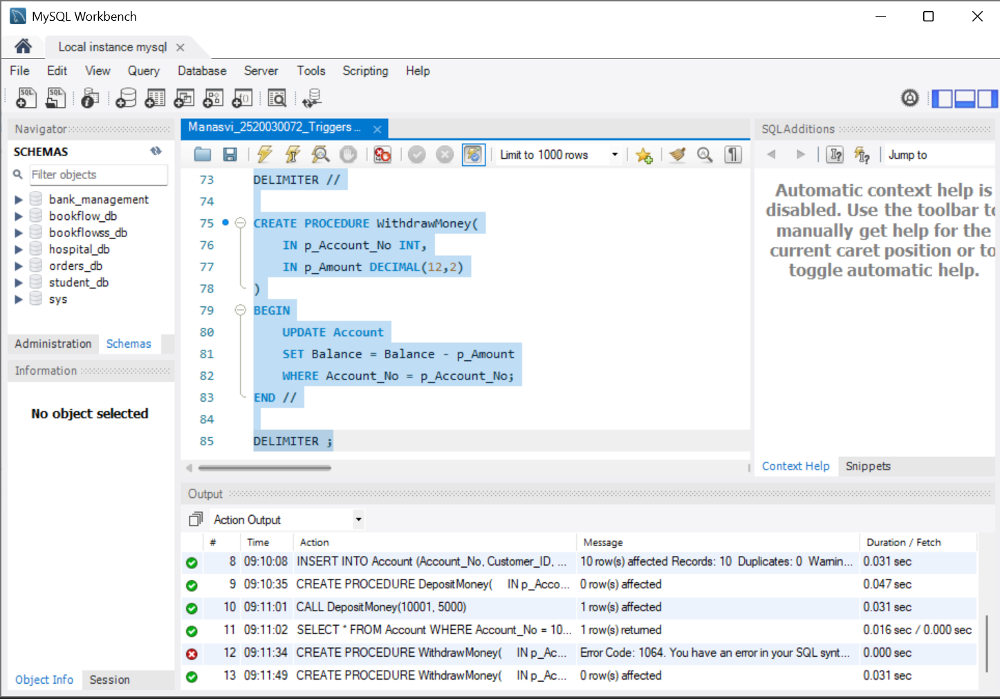 MySQL Workbench
Local instance mysql
File Edit View Query Database Server Tools Scripting Help
Navigator
SCHEMAS
Filter objects
bank_management
bookflow_db
bookflowss_db
hospital_db
orders_db
student_db
sys
Administration Schemas
Information
No object selected
Object Info Session
Manasvi_2520030072_Triggers ...
Limit to 1000 rows
73 DELIMITER //
74
75 CREATE PROCEDURE WithdrawMoney(
76 IN p_Account_No INT,
77 IN p_Amount DECIMAL(12,2)
78 )
79 BEGIN
80 UPDATE Account
81 SET Balance = Balance - p_Amount
82 WHERE Account_No = p_Account_No;
83 END //
84
85 DELIMITER ;
SQLAdditions
Jump to
Automatic context help is
disabled. Use the toolbar to
manually get help for the
current caret position or to
toggle automatic help.
Context Help Snippets
Output
Action Output
# Time Action Message Duration / Fetch
8 09:10:08 INSERT INTO Account (Account_No, Customer_ID, ... 10 row(s) affected Records: 10 Duplicates: 0 Warnin... 0.031 sec
9 09:10:35 CREATE PROCEDURE DepositMoney( IN p_Acco... 0 row(s) affected 0.047 sec
10 09:11:01 CALL DepositMoney(10001, 5000) 1 row(s) affected 0.031 sec
11 09:11:02 SELECT * FROM Account WHERE Account_No = 10... 1 row(s) returned 0.016 sec / 0.000 sec
12 09:11:34 CREATE PROCEDURE WithdrawMoney( IN p_Ac... Error Code: 1064. You have an error in your SQL synt... 0.000 sec
13 09:11:49 CREATE PROCEDURE WithdrawMoney( IN p_Ac... 0 row(s) affected 0.031 sec